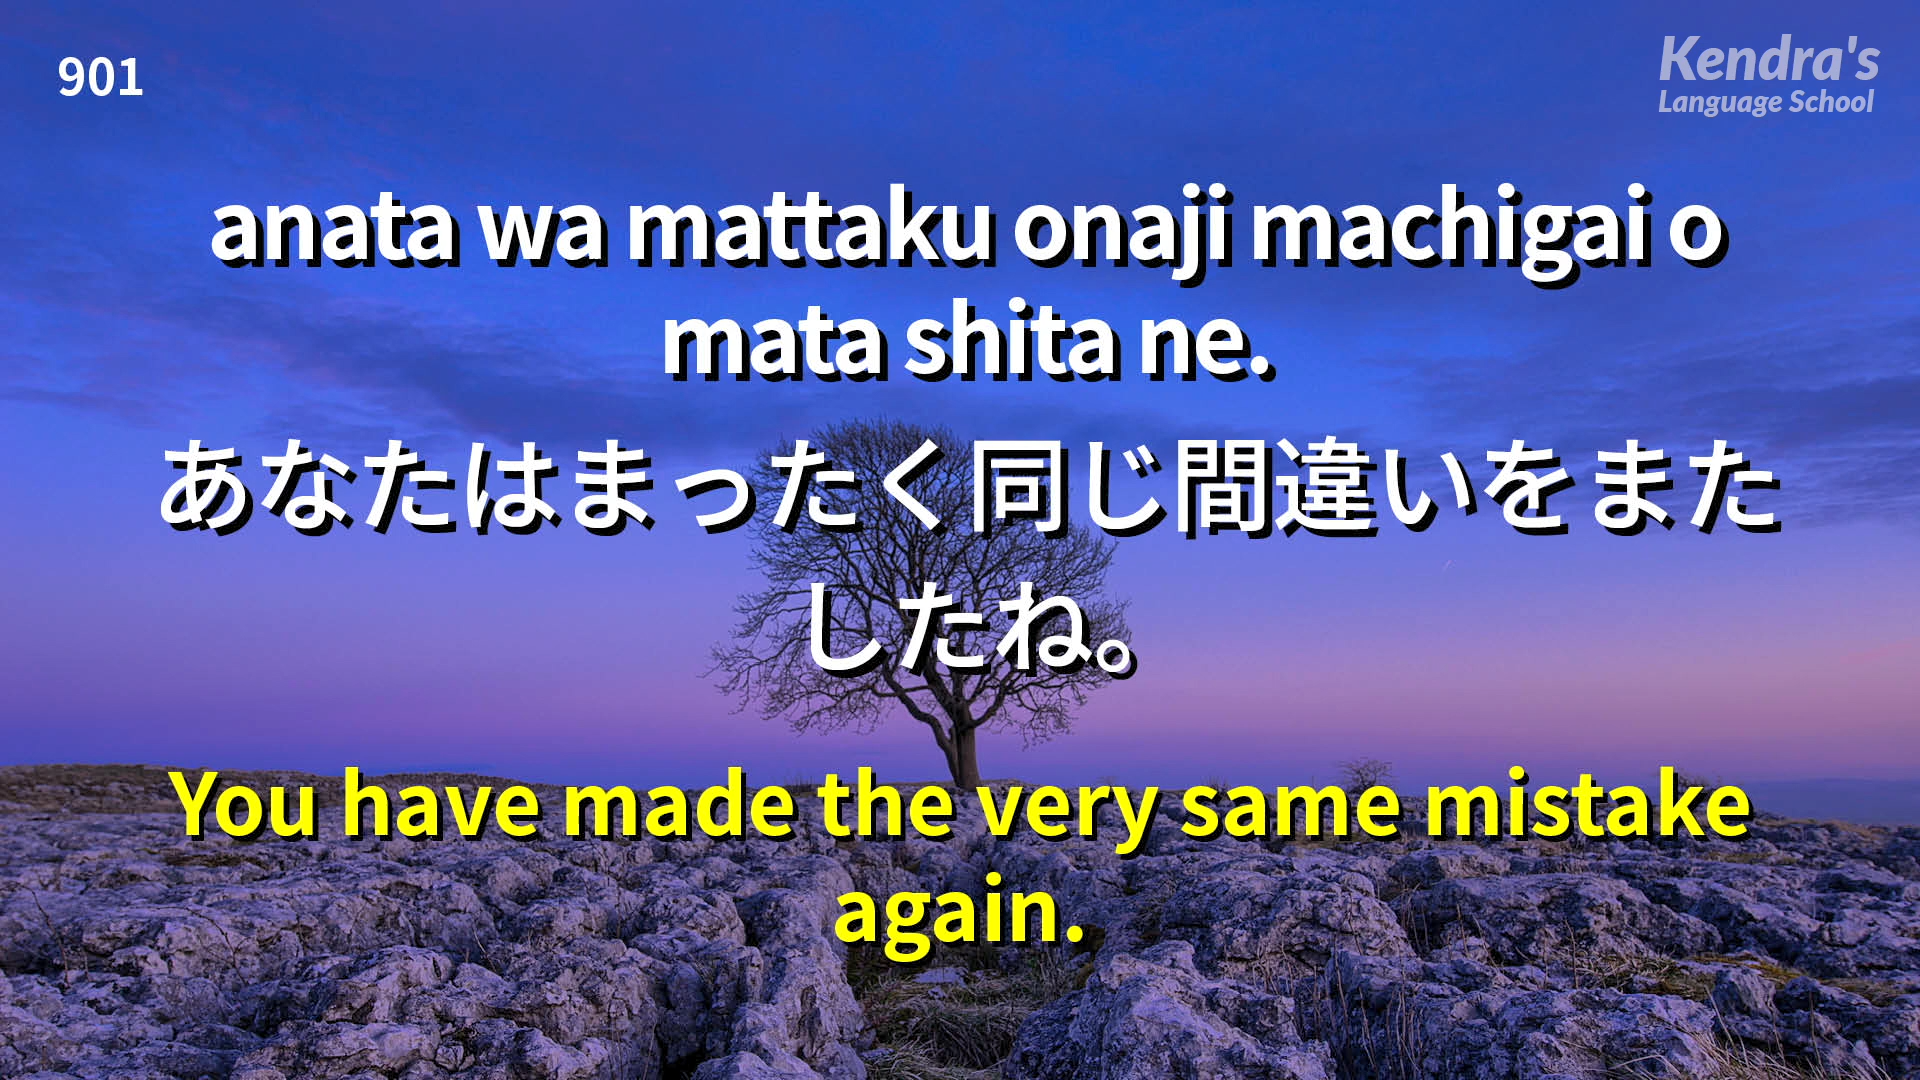 901
Kendra's
Language School
anata wa mattaku onaji machigai o
mata shita ne.
あなたはまったく同じ間違いをまた
したね。
You have made the very same mistake
again.